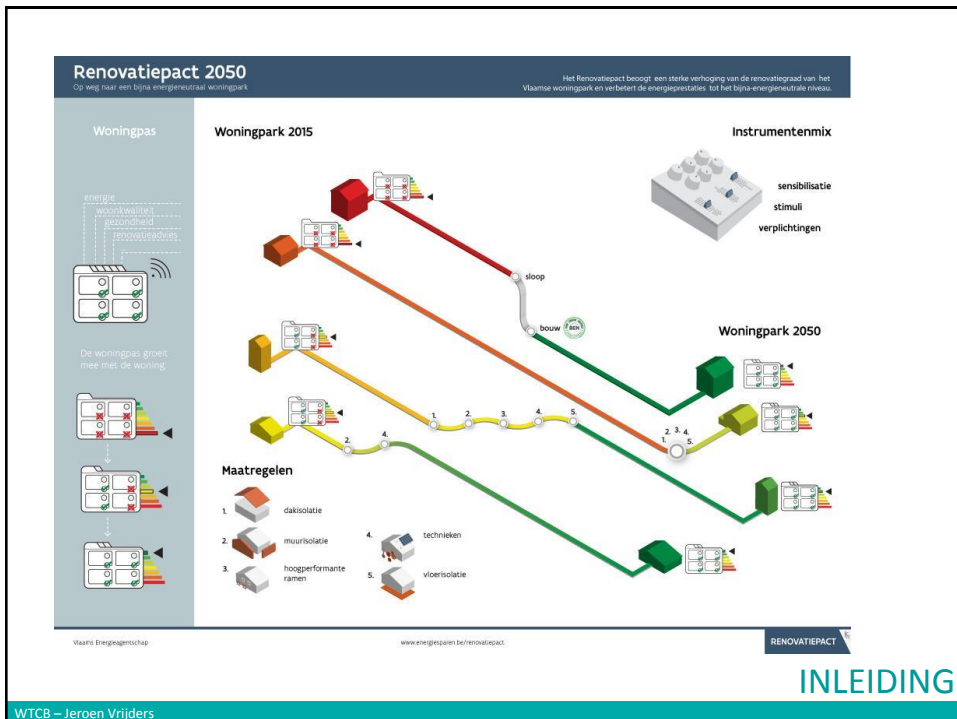 Renovatiepact 2050
Op weg naar een bijna energieneutraal woningpark
Het Renovatiepact beoogt een sterke verhoging van de renovatiegraad van het
Vlaamse woningpark en verbetert de energieprestaties tot het bijna-energieneutrale niveau.
Woningpas
energie
woonkwaliteit
gezondheid
renovatieadvies
De woningpas groeit
mee met de woning:
Woningpark 2015
Instrumentenmix
sensibilisatie
stimuli
verplichtingen
sloop
bouw
BEN
Woningpark 2050
1.
2.
3.
4.
5.
2.
4.
2. 3. 4.
1. 5.
Maatregelen
1. dakisolatie
2. muurisolatie
3. hoogperformante
ramen
4. technieken
5. vloerisolatie
Vlaams Energieagentschap
www.energiesparen.be/renovatiepact
RENOVATIEPACT
INLEIDING
WTCB – Jeroen Vrijders